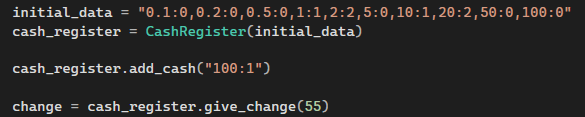 initial_data = "0.1:0,0.2:0,0.5:0,1:1,2:2,5:0,10:1,20:2,50:0,100:0"
cash_register = CashRegister(initial_data)
cash_register.add_cash("100:1")
change = cash_register.give_change(55)